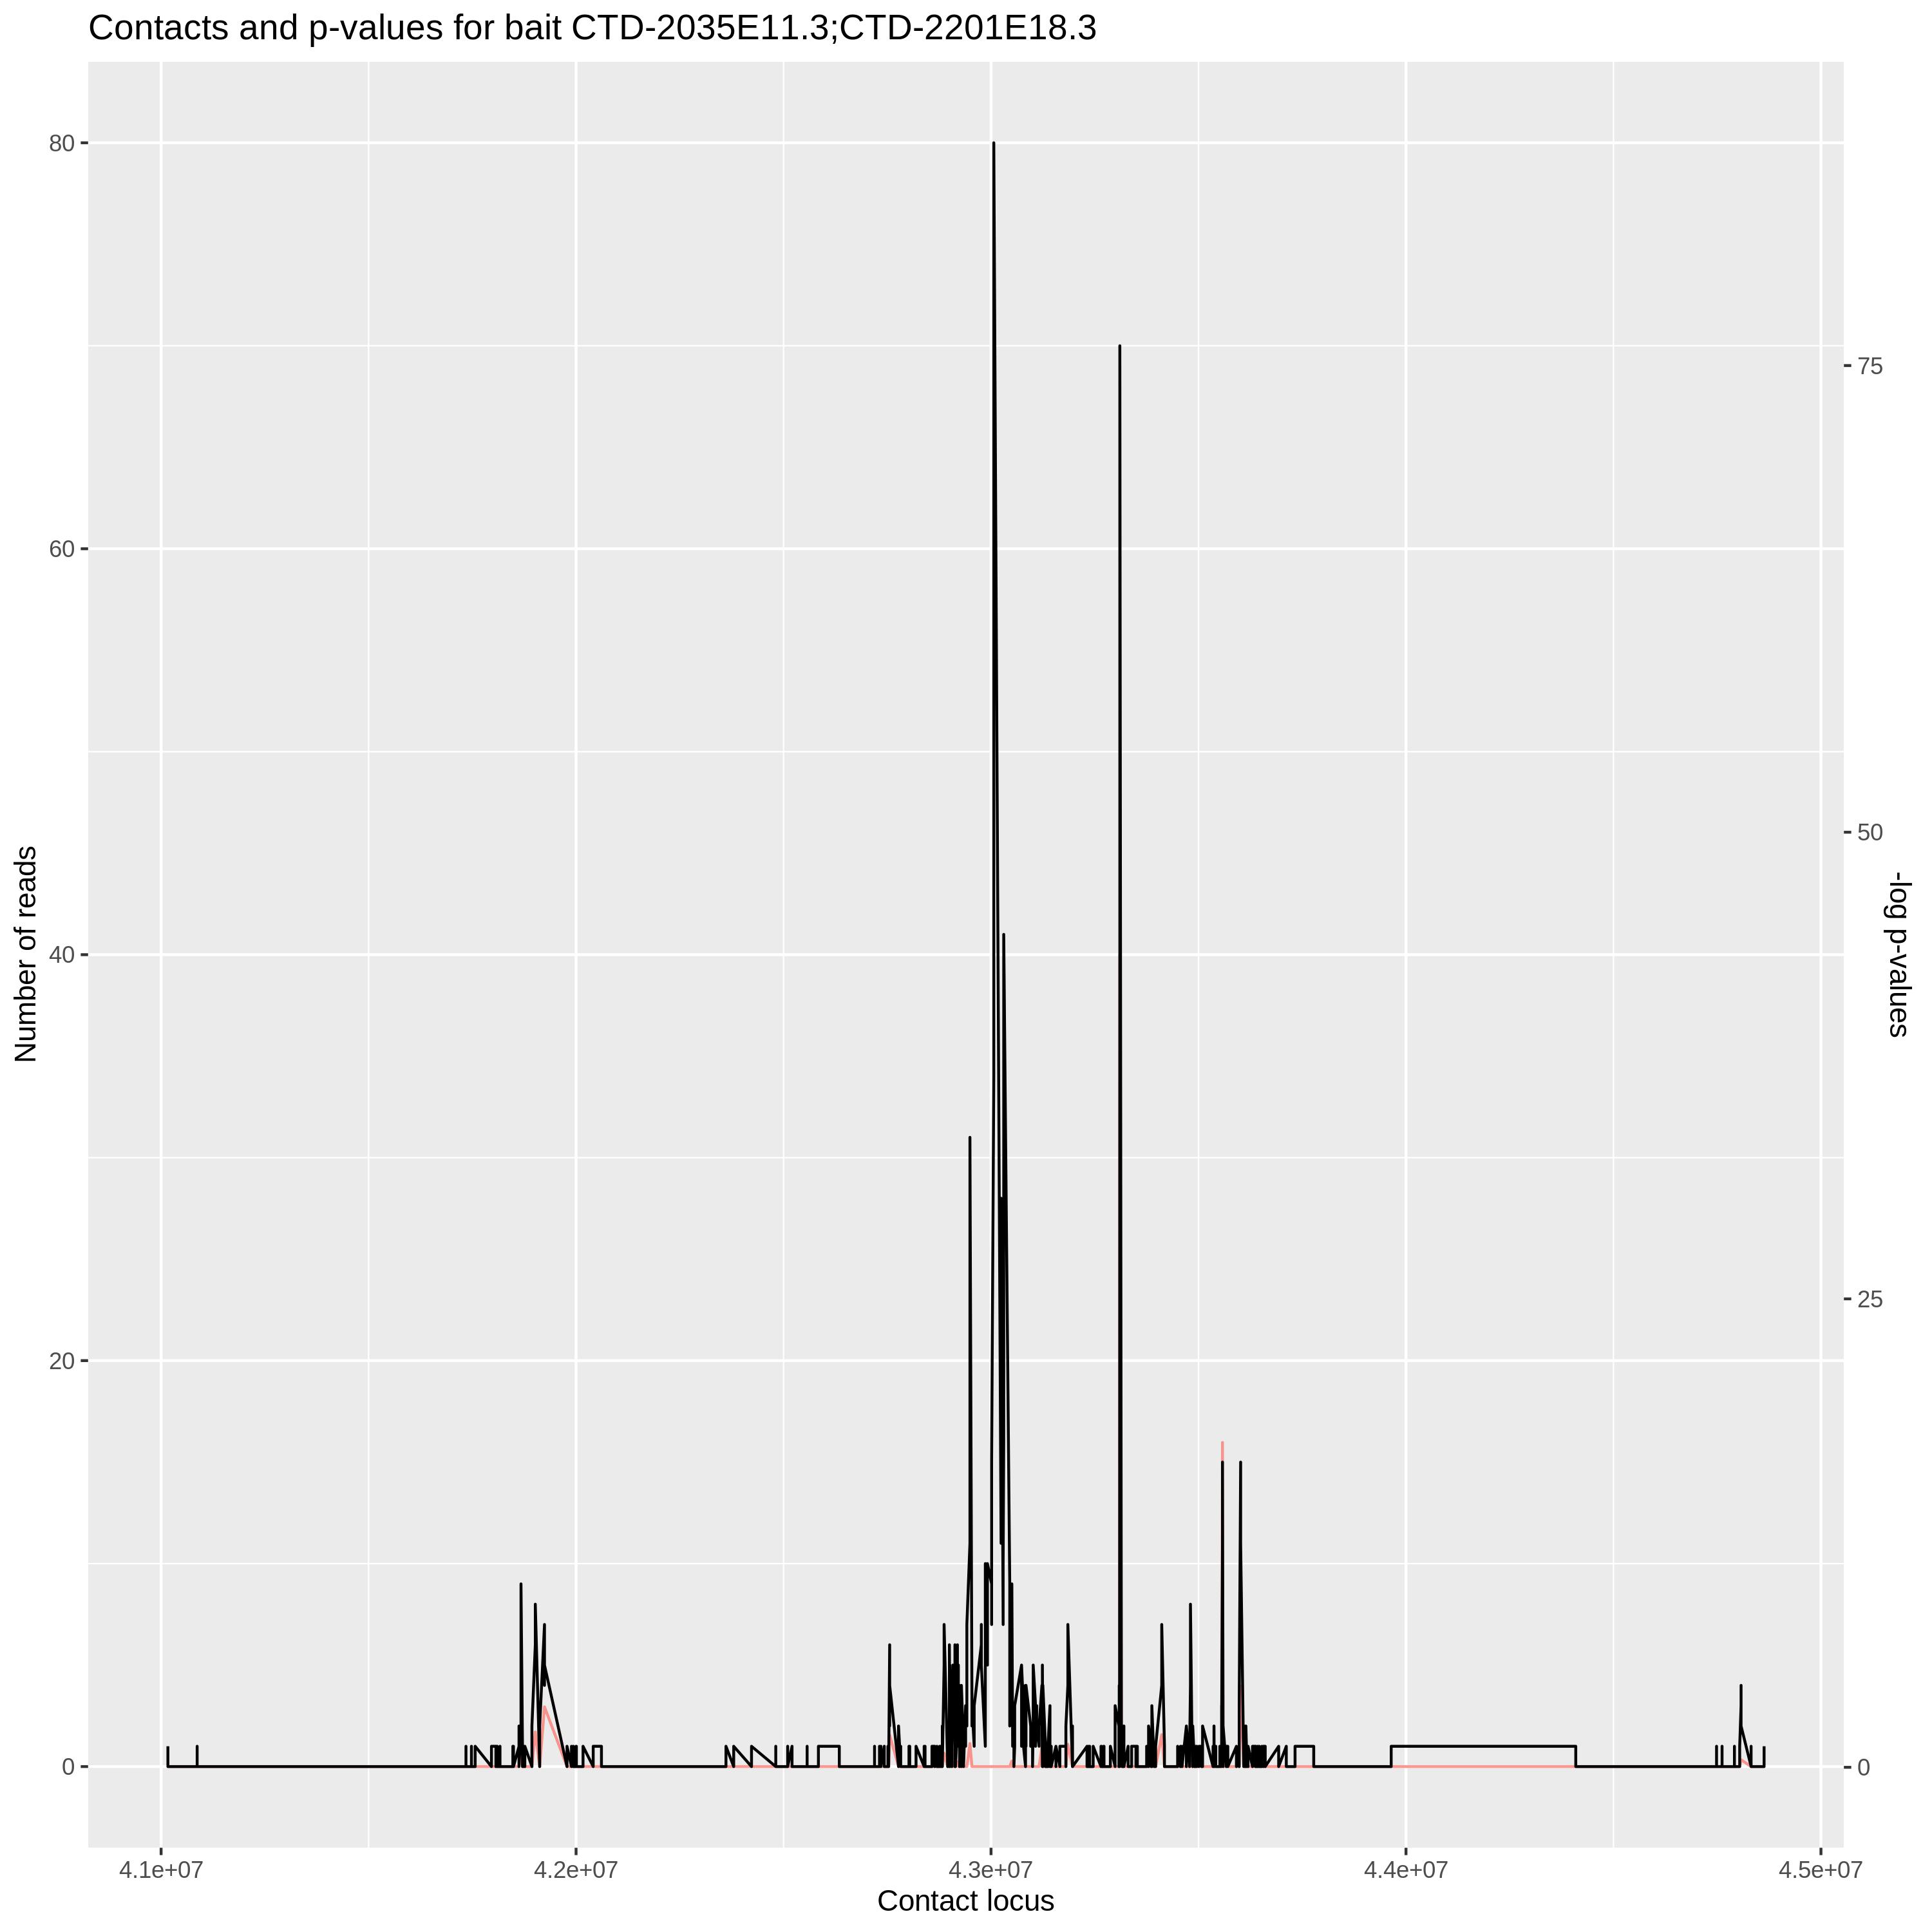 Contacts and p-values for bait CTD-2035E11.3;CTD-2201E18.3
80
60
40
20
0
Number of reads
75
50
25
0
-log p-values
4.1e+07
4.2e+07
4.3e+07
4.4e+07
4.5e+07
Contact locus